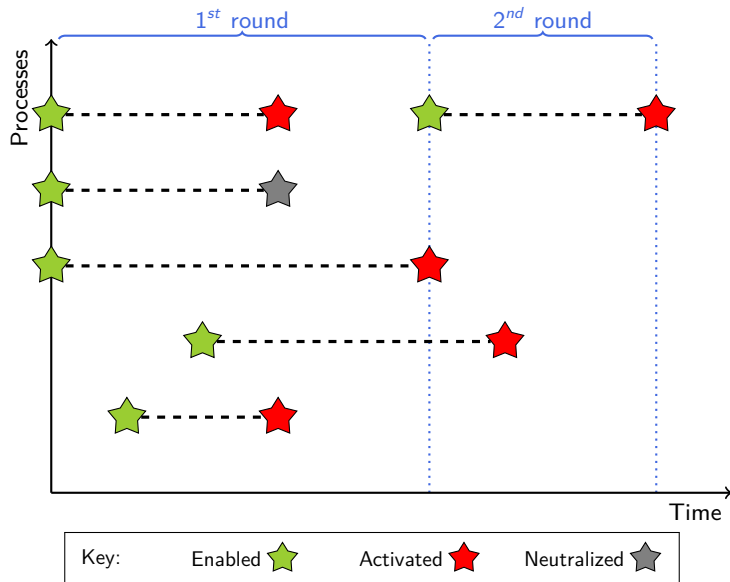 1st round 2nd round
Processes
Time
Key: Enabled Activated Neutralized